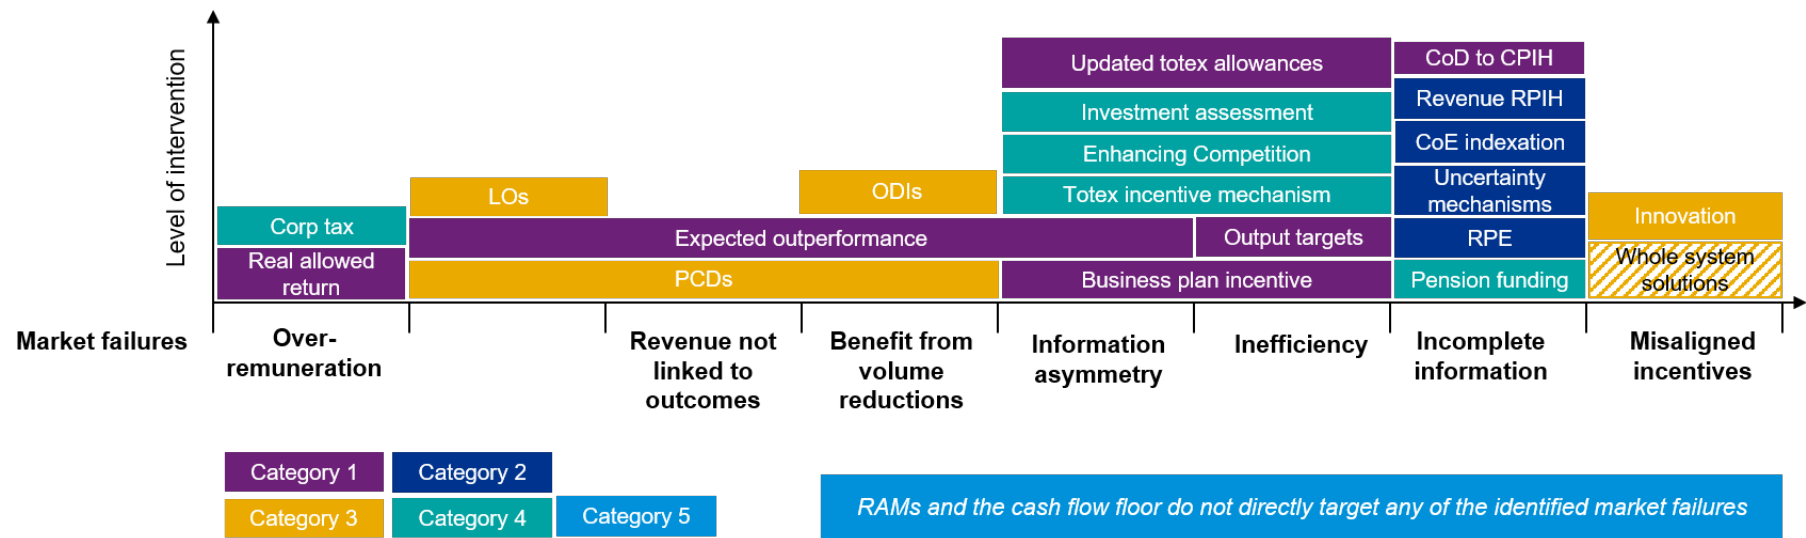 Level of intervention
Updated totex allowances
CoD to CPIH
Investment assessment
Revenue RPIH
Enhancing Competition
CoE indexation
LOs
ODIs
Totex incentive mechanism
Uncertainty
mechanisms
Innovation
Corp tax
Expected outperformance
Output targets
RPE
Real allowed
return
PCDs
Business plan incentive
Pension funding
Whole system
solutions
Market failures
Over-
remuneration
Revenue not
linked to
outcomes
Benefit from
volume
reductions
Information
asymmetry
Inefficiency
Incomplete
information
Misaligned
incentives
Category 1
Category 2
Category 3
Category 4
Category 5
RAMs and the cash flow floor do not directly target any of the identified market failures